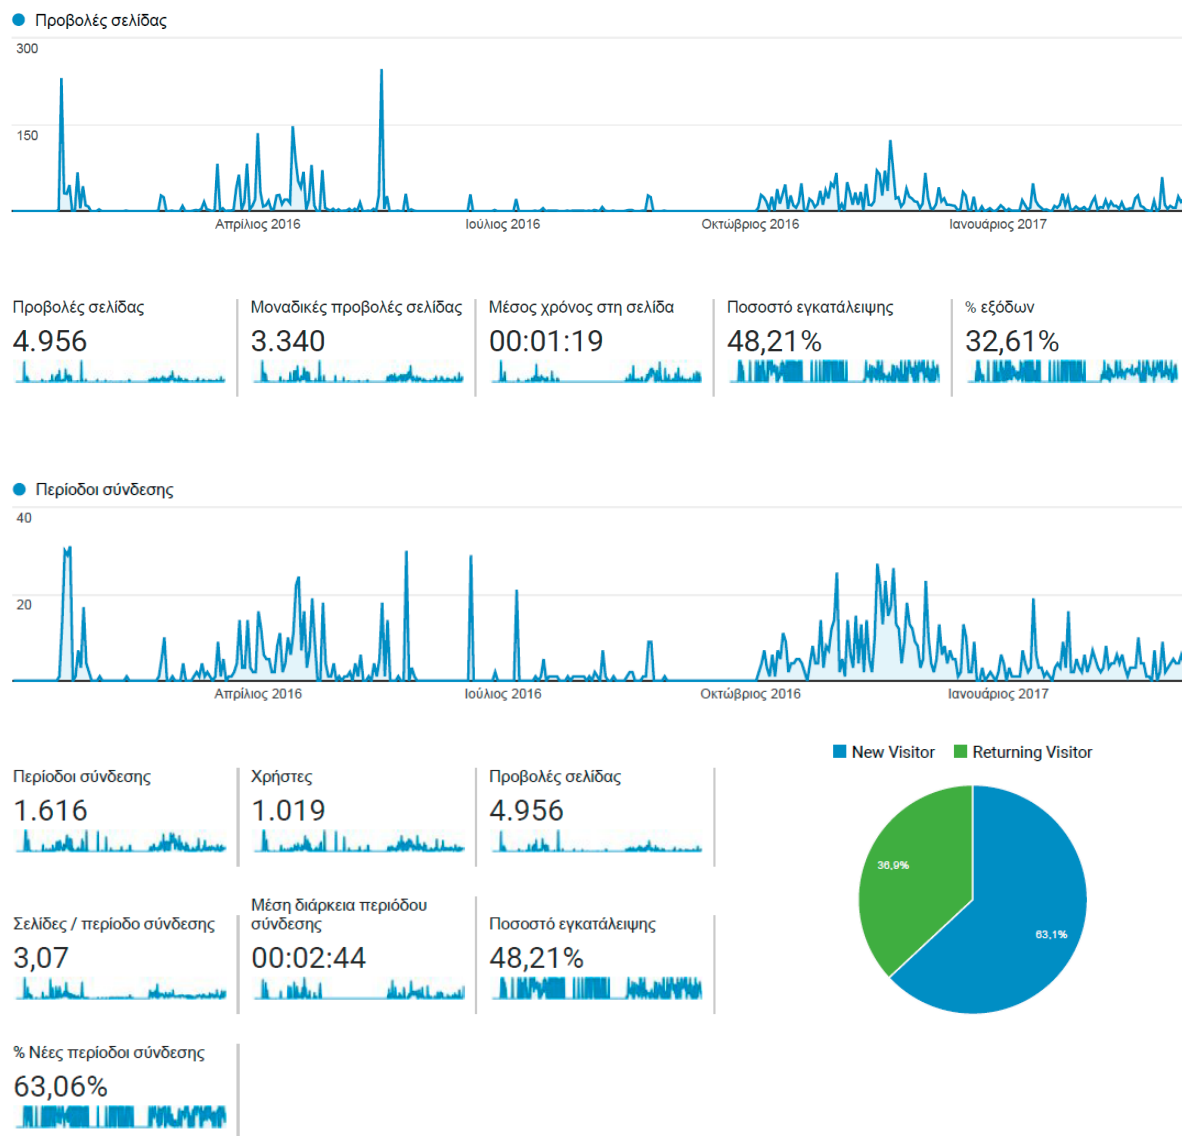 Προβολές σελίδας
300
150
Απρίλιος 2016
Ιούλιος 2016
Οκτώβριος 2016
Ιανουάριος 2017
Προβολές σελίδας
4.956
Μοναδικές προβολές σελίδας
3.340
Μέσος χρόνος στη σελίδα
00:01:19
Ποσοστό εγκατάλειψης
48,21%
% εξόδων
32,61%
Περίοδοι σύνδεσης
40
20
Απρίλιος 2016
Ιούλιος 2016
Οκτώβριος 2016
Ιανουάριος 2017
New Visitor
Returning Visitor
36,9%
63,1%
Περίοδοι σύνδεσης
1.616
Χρήστες
1.019
Προβολές σελίδας
4.956
Σελίδες / περίοδο σύνδεσης
3,07
Μέση διάρκεια περιόδου
σύνδεσης
00:02:44
Ποσοστό εγκατάλειψης
48,21%
% Νέες περίοδοι σύνδεσης
63,06%